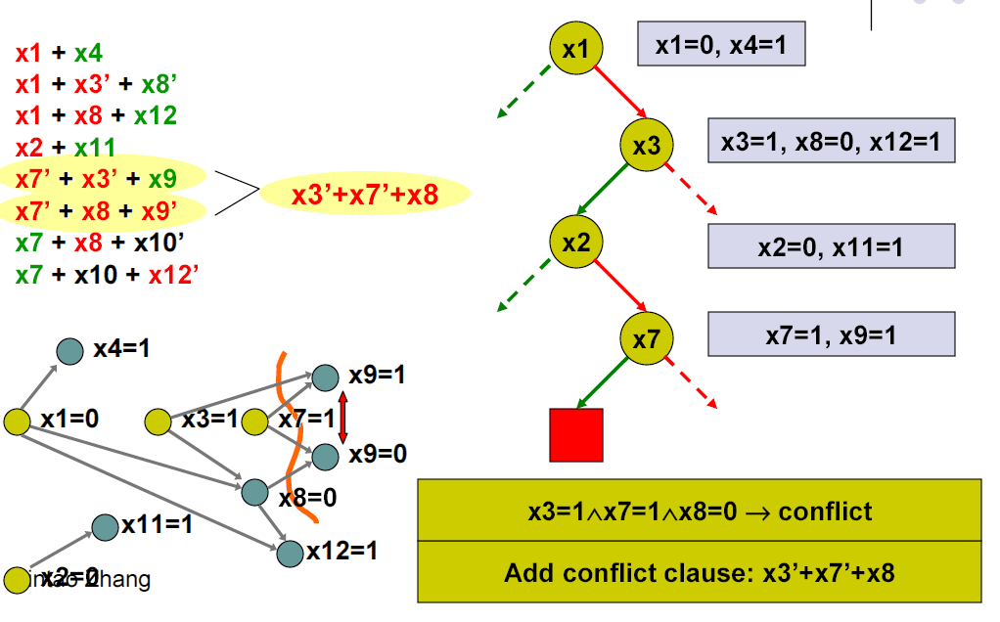 x1 + x4
x1 + x3’ + x8’
x1 + x8 + x12
x2 + x11
x7’ + x3’ + x9
x7’ + x8 + x9’
x7 + x8 + x10’
x7 + x10 + x12’
x3’+x7’+x8
x1
x1=0, x4=1
x3
x3=1, x8=0, x12=1
x2
x2=0, x11=1
x7
x7=1, x9=1
x4=1
x9=1
x1=0
x3=1
x7=1
x9=0
x8=0
x11=1
x12=1
x2=0
Zhang
x3=1∧x7=1∧x8=0 → conflict
Add conflict clause: x3’+x7’+x8